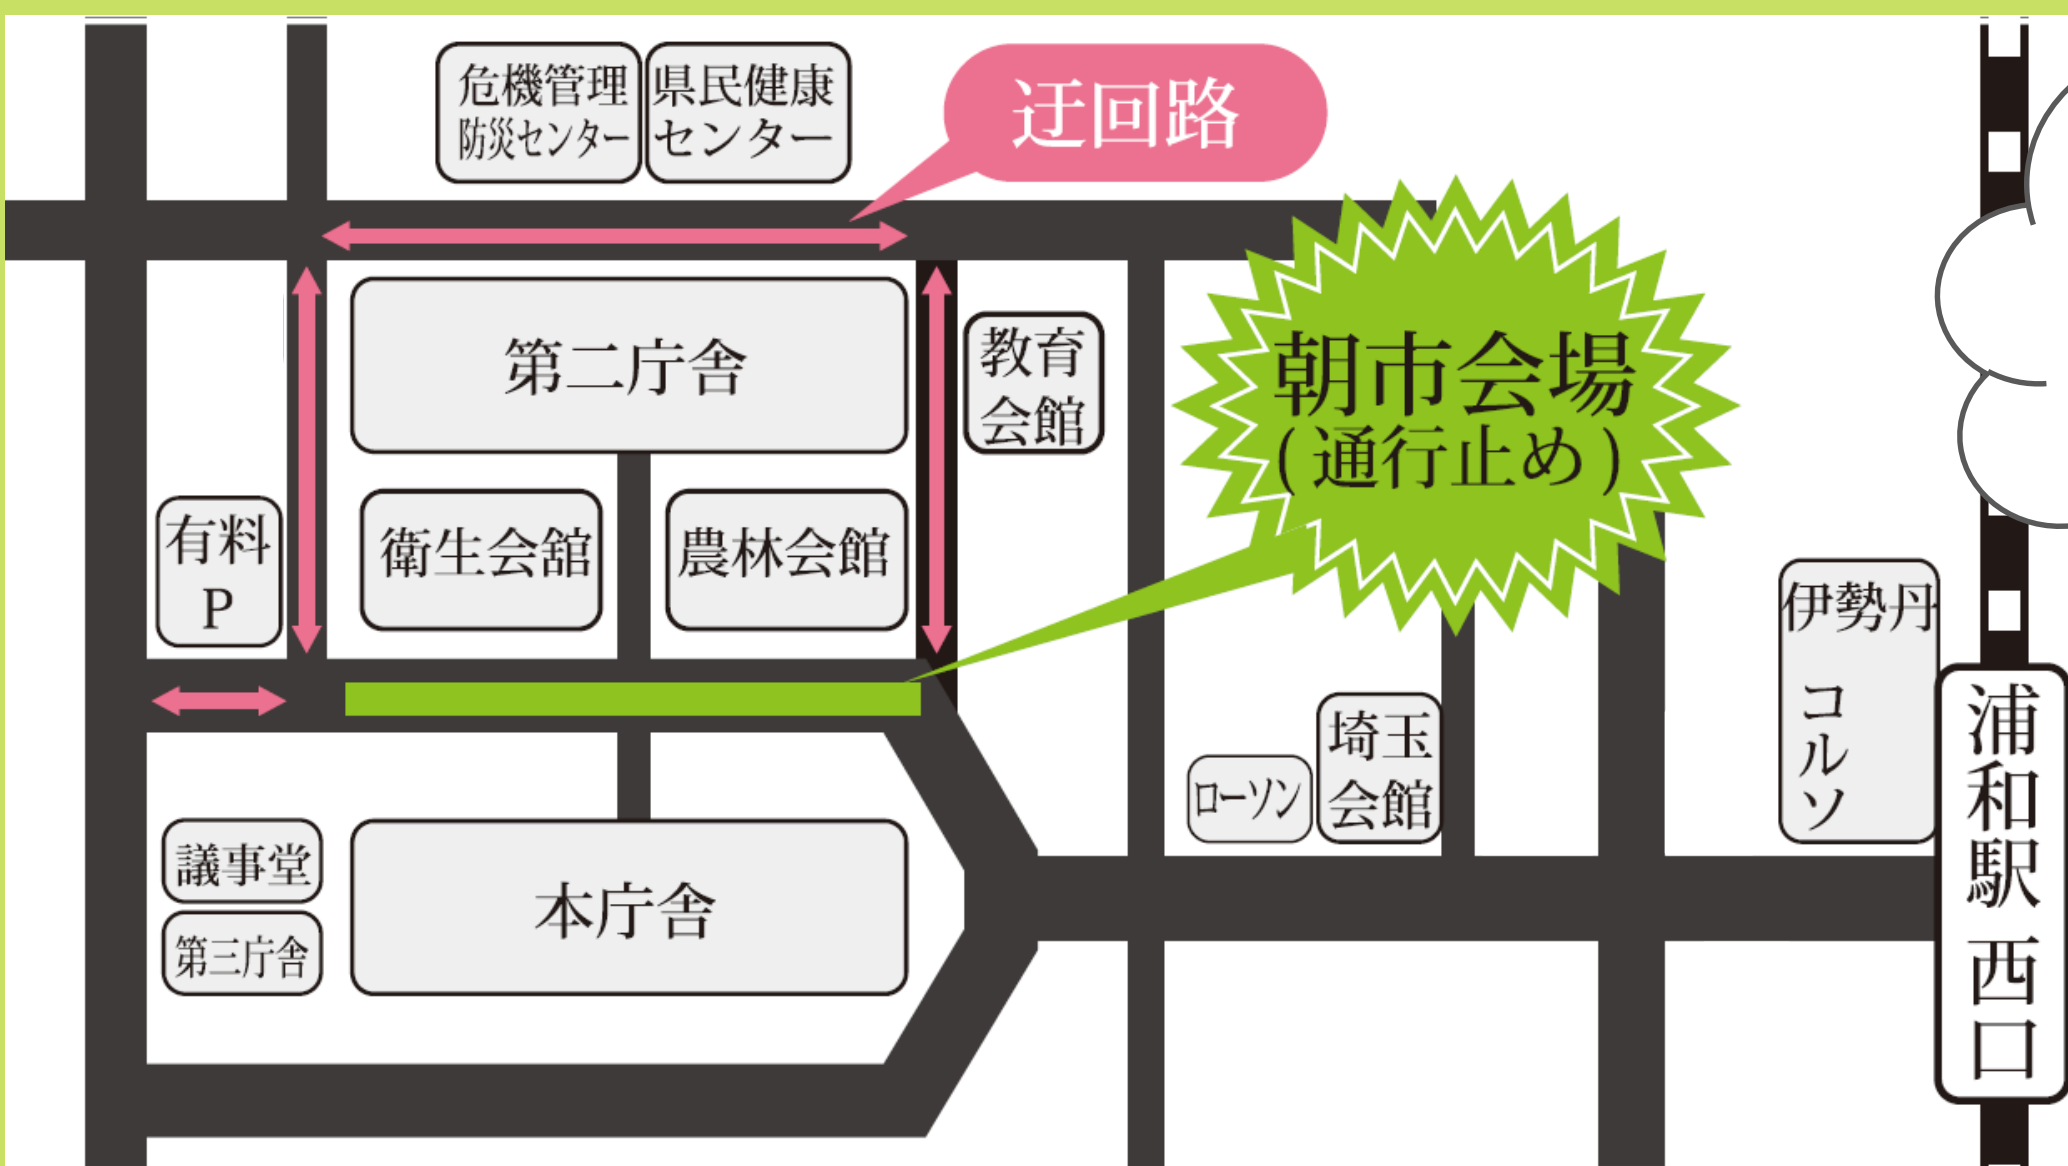 危機管理
防災センター
県民健康
センター
迂回路
第二庁舎
教育
会館
朝市会場
(通行止め)
有料
P
衛生会舘
農林会館
伊勢丹
コルソ
ローソン
埼玉
会館
浦和駅 西口
議事堂
第三庁舎
本庁舎